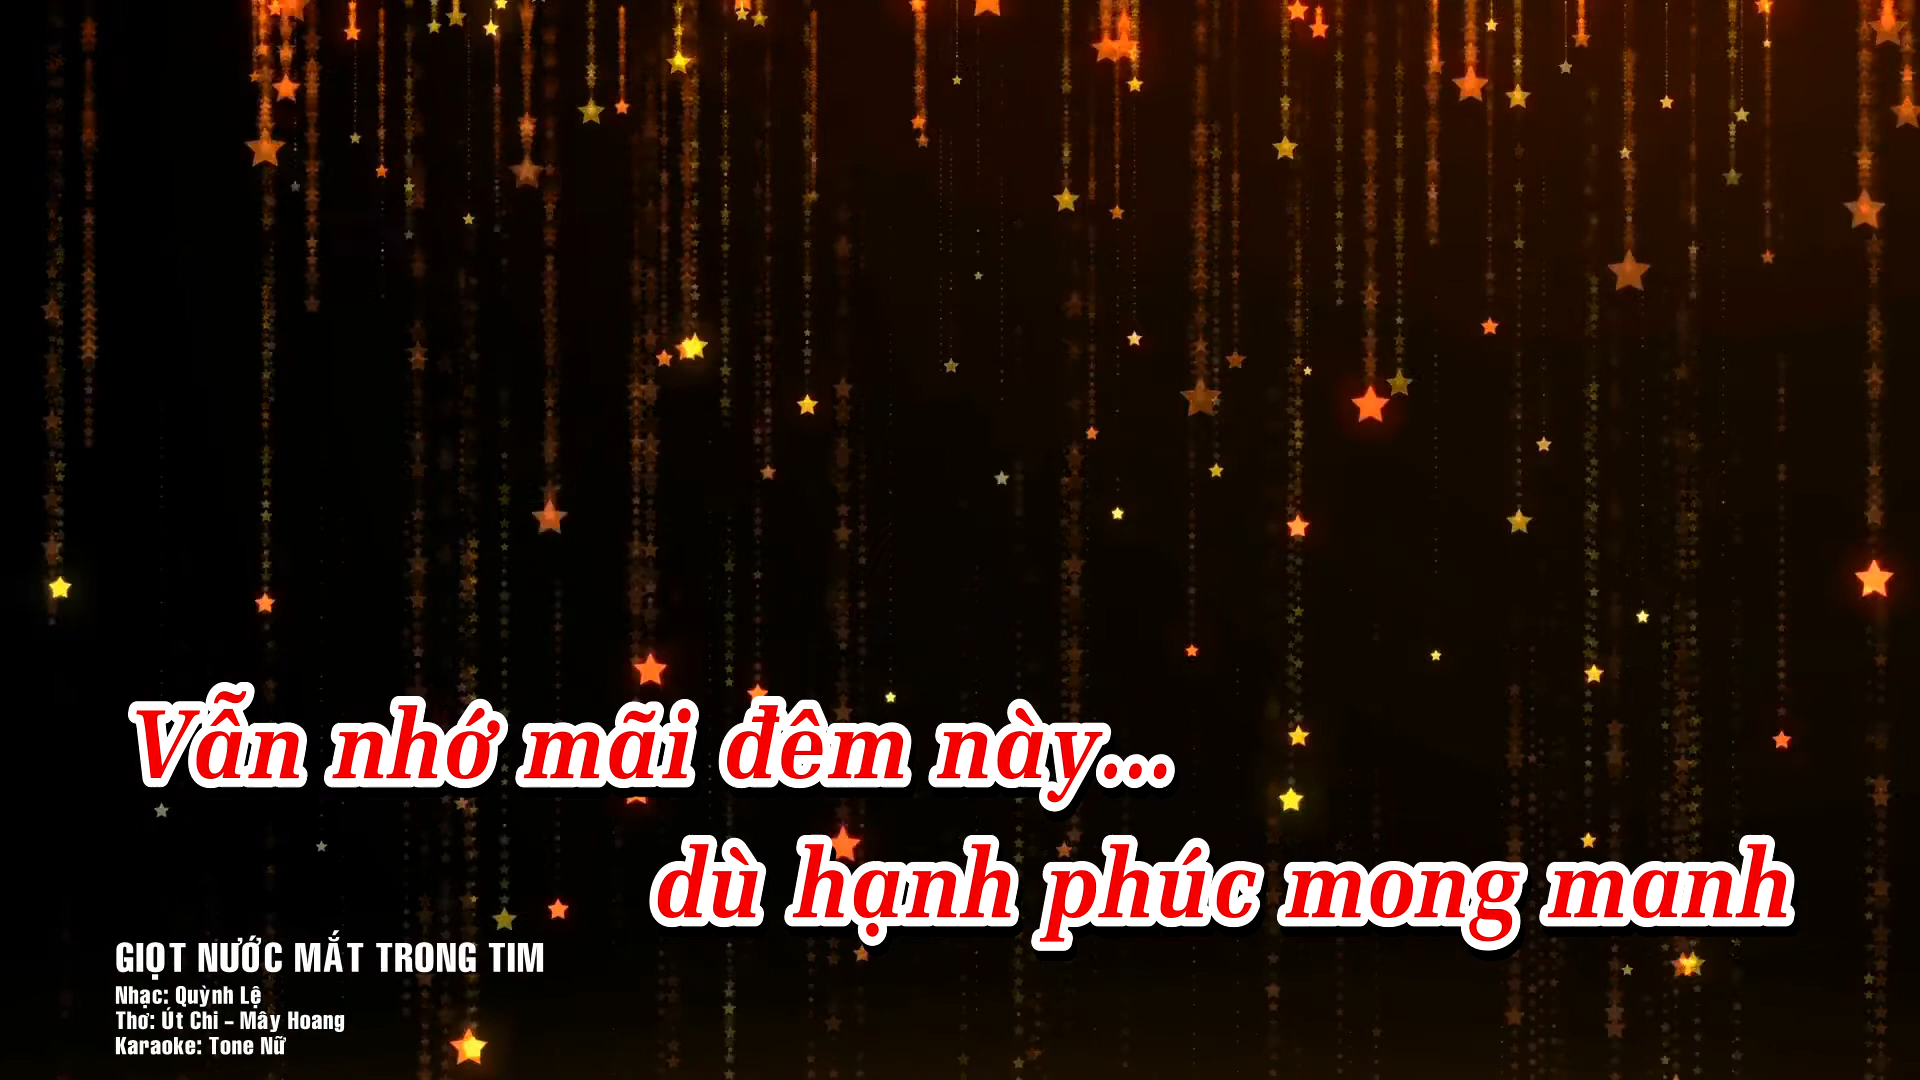 Vẫn nhớ mãi đêm này...
dù hạnh phúc mong manh
GIỌT NƯỚC MẮT TRONG TIM
Nhạc: Quỳnh Lệ
Thơ: Út Chi - Mây Hoang
Karaoke: Tone Nữ